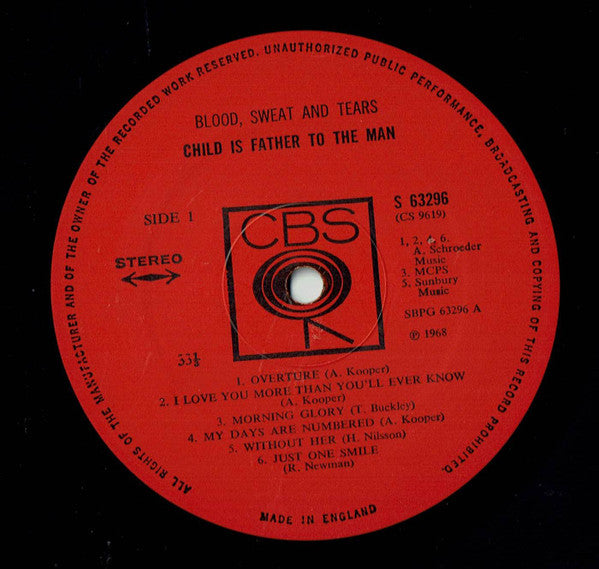 ALL RIGHTS OF THE MANUFACTURER AND OF THE OWNER OF THE RECORDED WORK RESERVED. UNAUTHORIZED PUBLIC PERFORMANCE, BROADCASTING AND COPYING OF THIS RECORD PROHIBITED.
BLOOD, SWEAT AND TEARS
CHILD IS FATHER TO THE MAN
SIDE 1
STEREO
CBS
S 63296
(CS 9619)
1, 2, 4, 6.
A. Schroeder
Music
3. MCPS
5. Sunbury
Music
SBPG 63296 A
℗ 1968
33⅓
1. OVERTURE (A. Kooper)
2. I LOVE YOU MORE THAN YOU'LL EVER KNOW
(A. Kooper)
3. MORNING GLORY (T. Buckley)
4. MY DAYS ARE NUMBERED (A. Kooper)
5. WITHOUT HER (H. Nilsson)
6. JUST ONE SMILE
(R. Newman)
MADE IN ENGLAND